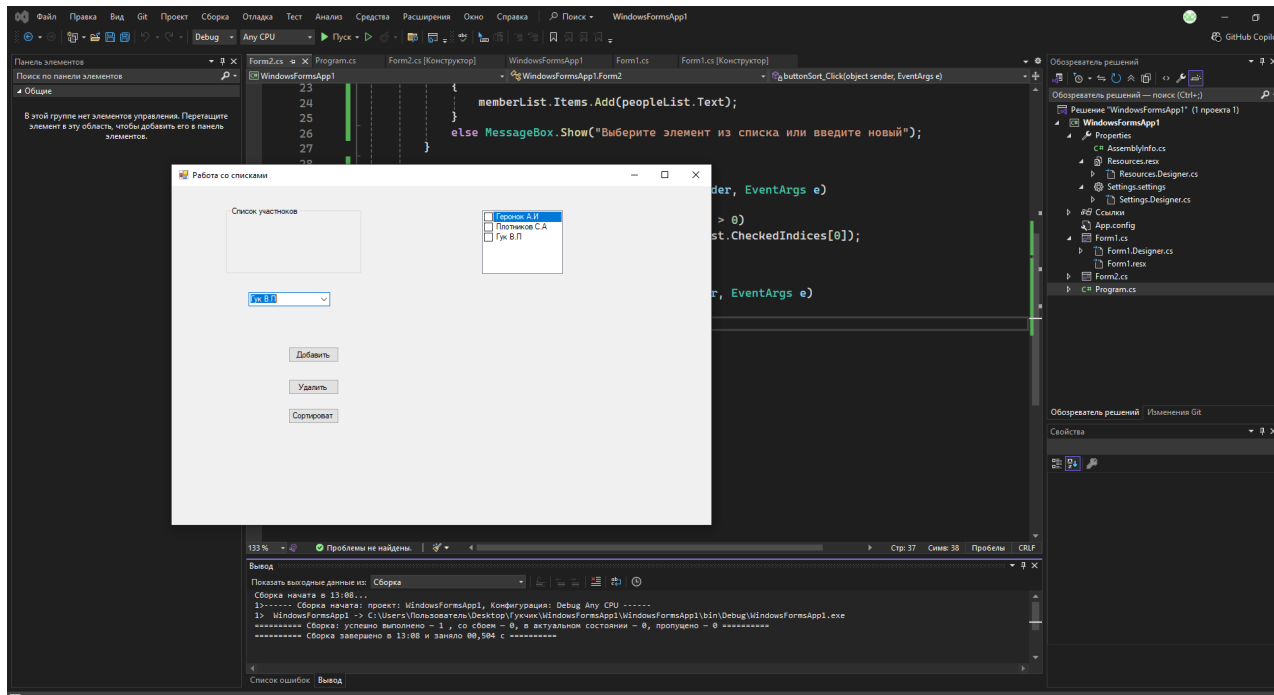 Файл Правка Вид Git Проект Сборка Отладка Тест Анализ Средства Расширения Окно Справка Поиск WindowsFormsApp1
Debug Any CPU Пуск GitHub Copil
Панель элементов
Поиск по панели элементов
Общие
В этой группе нет элементов управления. Перетащите
элемент в эту область, чтобы добавить его в панель
элементов.
Form2.cs Program.cs Form2.cs [Конструктор] WindowsFormsApp1 Form1.cs Form1.cs [Конструктор]
WindowsFormsApp1 WindowsFormsApp1.Form2 buttonSort_Click(object sender, EventArgs e)
23 {
24 memberList.Items.Add(peopleList.Text);
25 }
26 else MessageBox.Show("Выберите элемент из списка или введите новый");
27 }
28
der, EventArgs e)
> 0)
st.CheckedIndices[0]);
r, EventArgs e)
Работа со списками
Список участноков
Геронок А.И
Плотников С.А
Гук В.П
Гук В.П
Добавить
Удалить
Сортироват
133 % Проблемы не найдены. Стр: 37 Симв: 38 Пробелы CRLF
Вывод
Показать выходные данные из: Сборка
Сборка начата в 13:08...
1>------ Сборка начата: проект: WindowsFormsApp1, Конфигурация: Debug Any CPU ------
1> WindowsFormsApp1 -> C:\Users\Пользователь\Desktop\Гукчик\WindowsFormsApp1\WindowsFormsApp1\bin\Debug\WindowsFormsApp1.exe
========== Сборка: успешно выполнено – 1 , со сбоем – 0, в актуальном состоянии – 0, пропущено – 0 ==========
========== Сборка завершено в 13:08 и заняло 00,504 с ==========
Список ошибок Вывод
Обозреватель решений
Обозреватель решений — поиск (Ctrl+;)
Решение "WindowsFormsApp1" (1 проекта 1)
WindowsFormsApp1
Properties
C# AssemblyInfo.cs
Resources.resx
Resources.Designer.cs
Settings.settings
Settings.Designer.cs
Ссылки
App.config
Form1.cs
Form1.Designer.cs
Form1.resx
Form2.cs
C# Program.cs
Обозреватель решений Изменения Git
Свойства